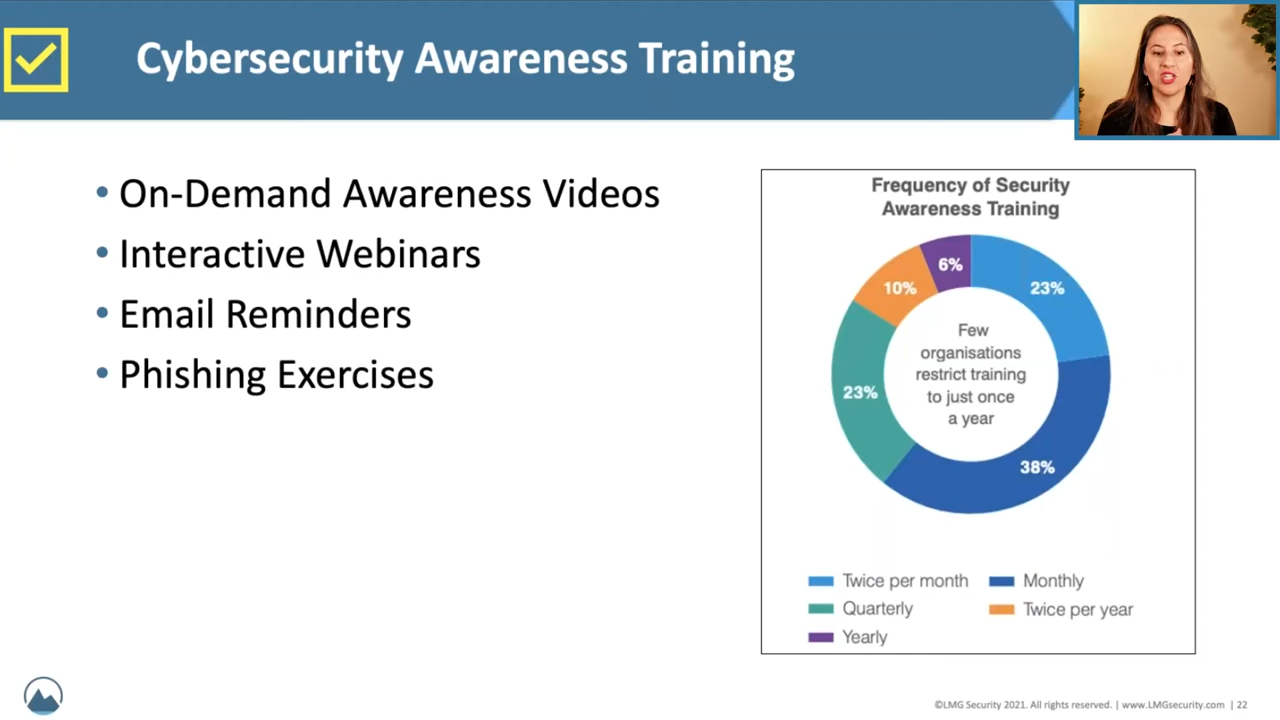 Cybersecurity Awareness Training
• On-Demand Awareness Videos
• Interactive Webinars
• Email Reminders
• Phishing Exercises
Frequency of Security
Awareness Training
6%
23%
10%
23%
38%
Few
organisations
restrict training
to just once
a year
Twice per month
Monthly
Quarterly
Twice per year
Yearly
©LMG Security 2021. All rights reserved. | www.LMGsecurity.com | 22